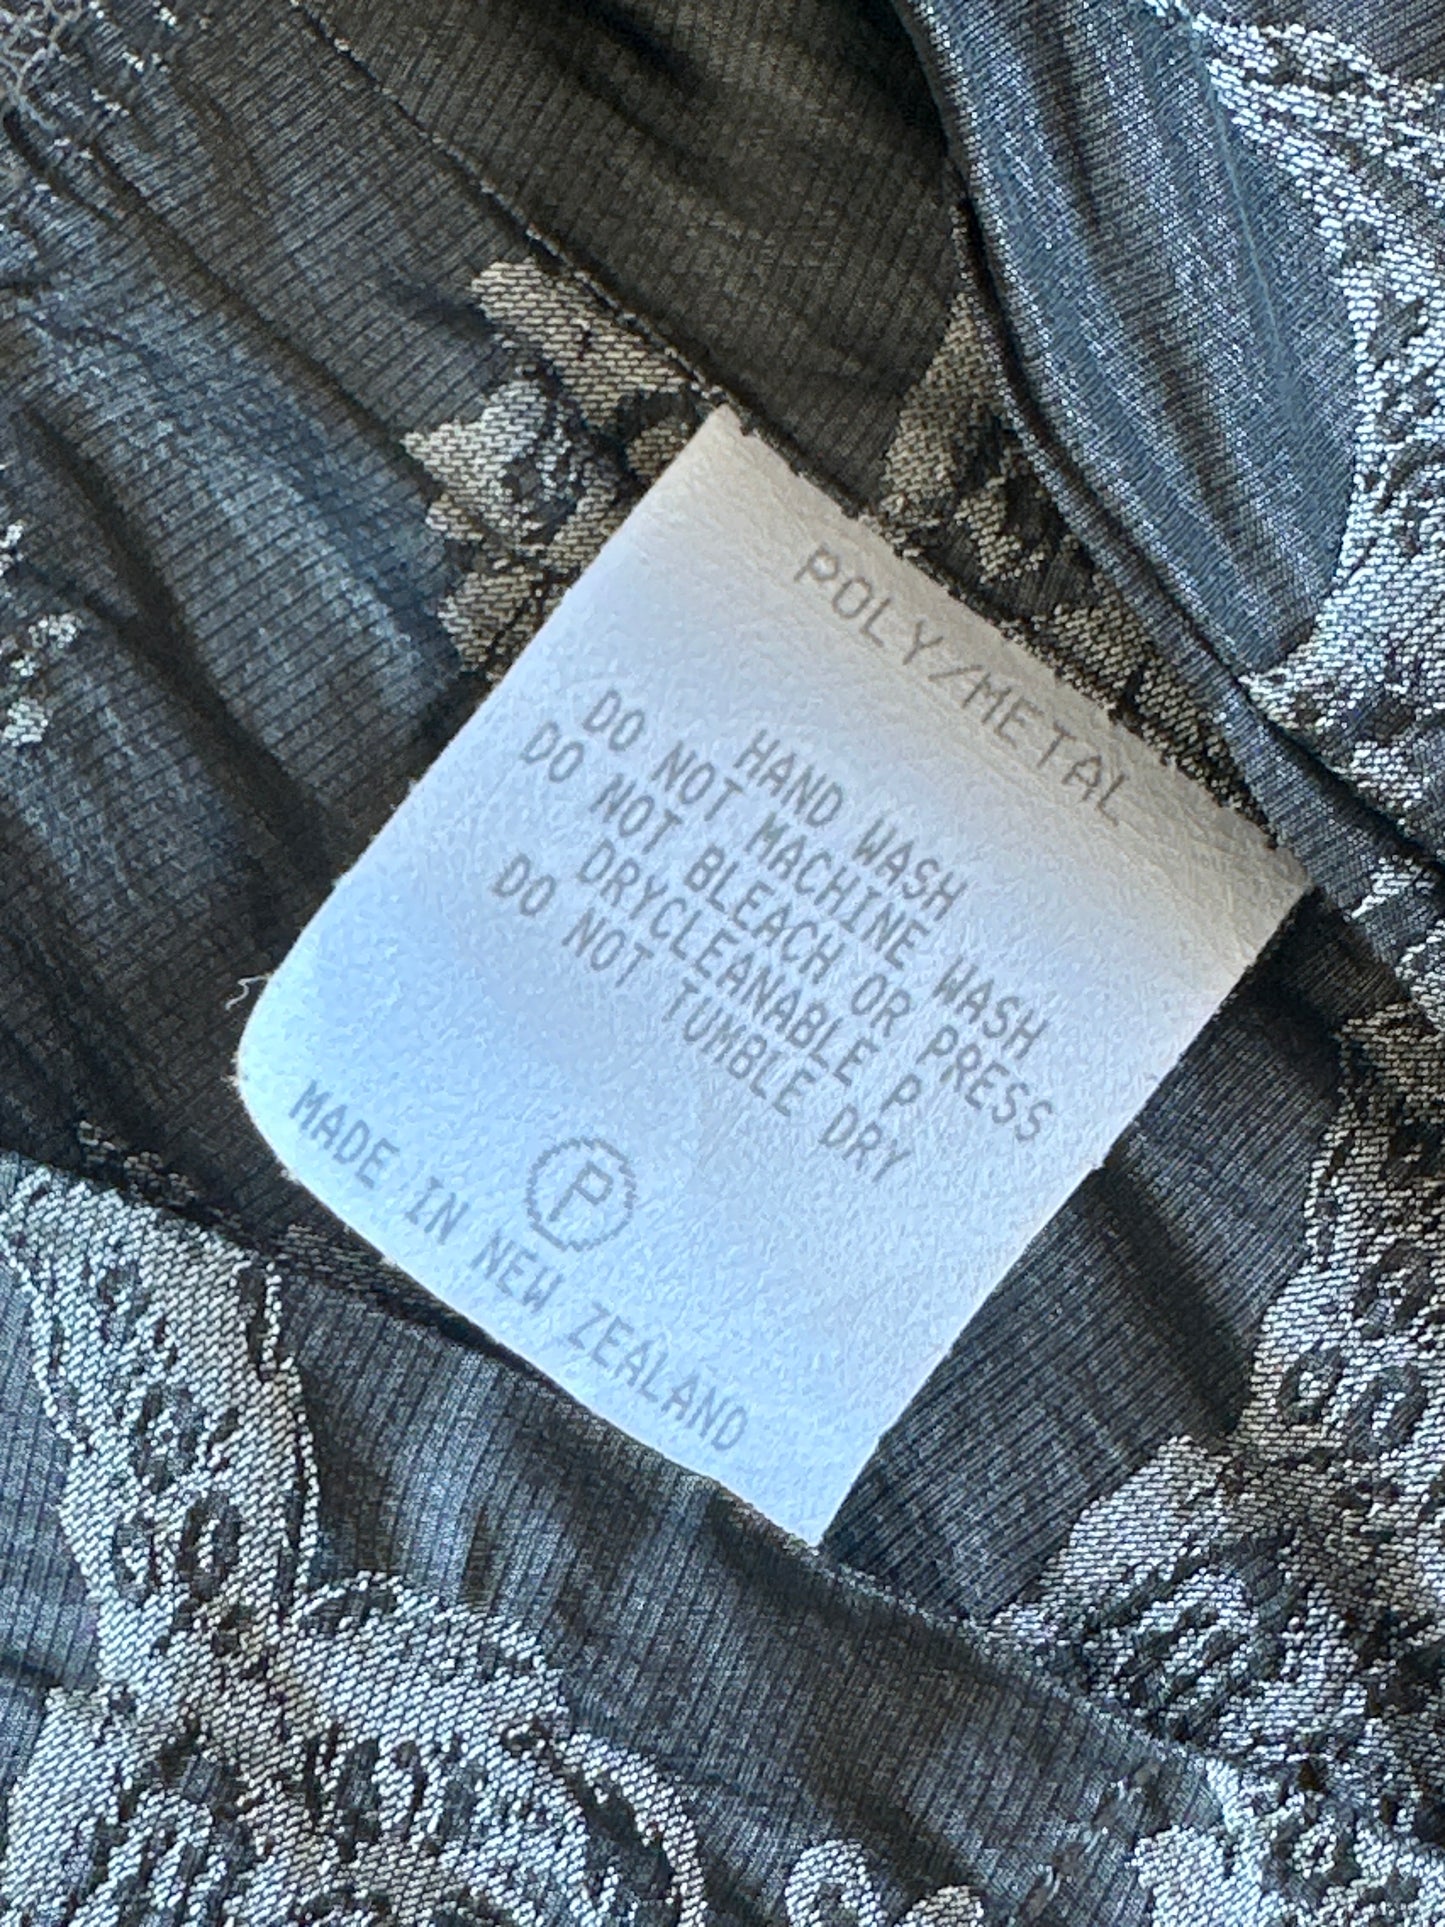 POLY/METAL
HAND WASH
DO NOT MACHINE WASH
DO NOT BLEACH OR PRESS
DRYCLEANABLE P
DO NOT TUMBLE DRY
P
MADE IN NEW ZEALAND